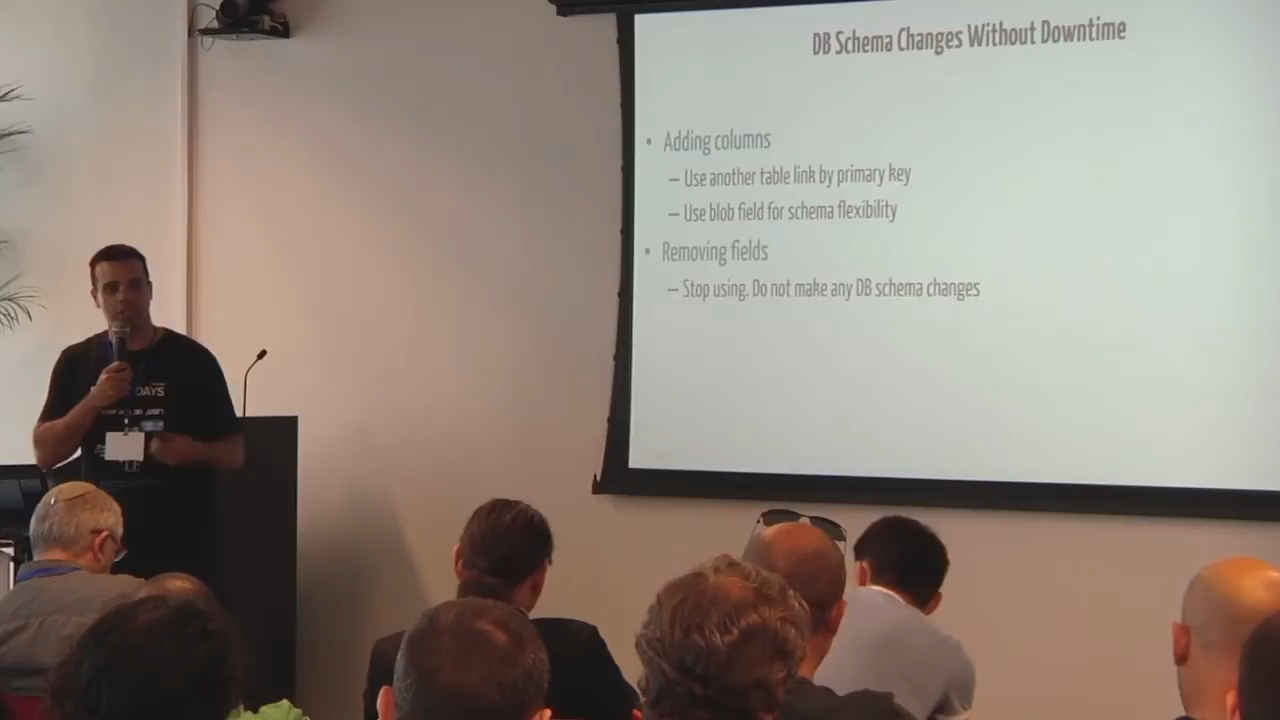 DB Schema Changes Without Downtime
• Adding columns
– Use another table link by primary key
– Use blob field for schema flexibility
• Removing fields
– Stop using. Do not make any DB schema changes
DAYS